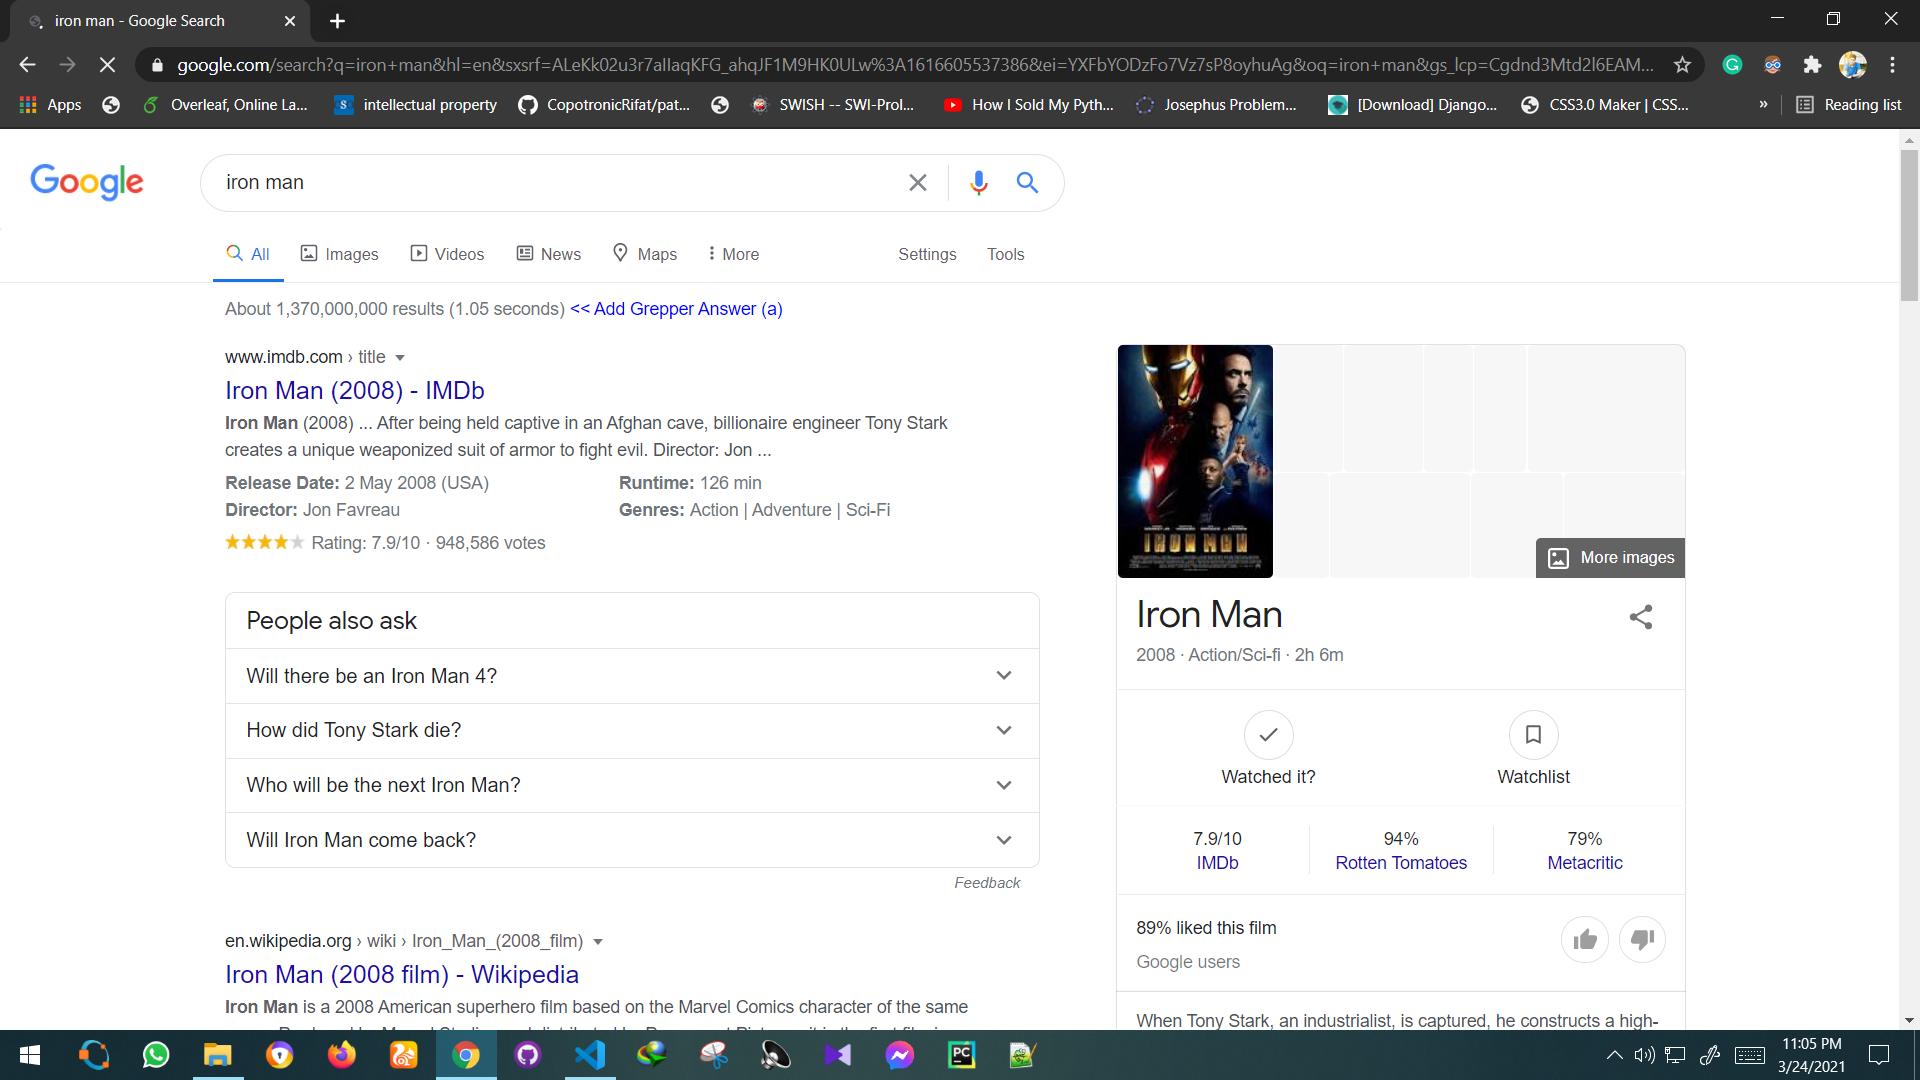 iron man - Google Search
google.com/search?q=iron+man&hl=en&sxsrf=ALeKk02u3r7aIIaqKFG_ahqJF1M9HK0ULw%3A1616605537386&ei=YXFbYODzFo7Vz7sP8oyhuAg&oq=iron+man&gs_lcp=Cgdnd3Mtd2l6EAM...
Apps Overleaf, Online La... S intellectual property CopotronicRifat/pat... SWISH -- SWI-Prol... How I Sold My Pyth... Josephus Problem... [Download] Django... CSS3.0 Maker | CSS... » Reading list
Google iron man
All Images Videos News Maps More Settings Tools
About 1,370,000,000 results (1.05 seconds) << Add Grepper Answer (a)
www.imdb.com › title
Iron Man (2008) - IMDb
Iron Man (2008) ... After being held captive in an Afghan cave, billionaire engineer Tony Stark
creates a unique weaponized suit of armor to fight evil. Director: Jon ...
Release Date: 2 May 2008 (USA) Runtime: 126 min
Director: Jon Favreau Genres: Action | Adventure | Sci-Fi
Rating: 7.9/10 · 948,586 votes
People also ask
Will there be an Iron Man 4?
How did Tony Stark die?
Who will be the next Iron Man?
Will Iron Man come back?
Feedback
en.wikipedia.org › wiki › Iron_Man_(2008_film)
Iron Man (2008 film) - Wikipedia
Iron Man is a 2008 American superhero film based on the Marvel Comics character of the same
IRON MAN
More images
Iron Man
2008 · Action/Sci-fi · 2h 6m
Watched it? Watchlist
7.9/10 94% 79%
IMDb Rotten Tomatoes Metacritic
89% liked this film
Google users
When Tony Stark, an industrialist, is captured, he constructs a high-
PC
11:05 PM
3/24/2021